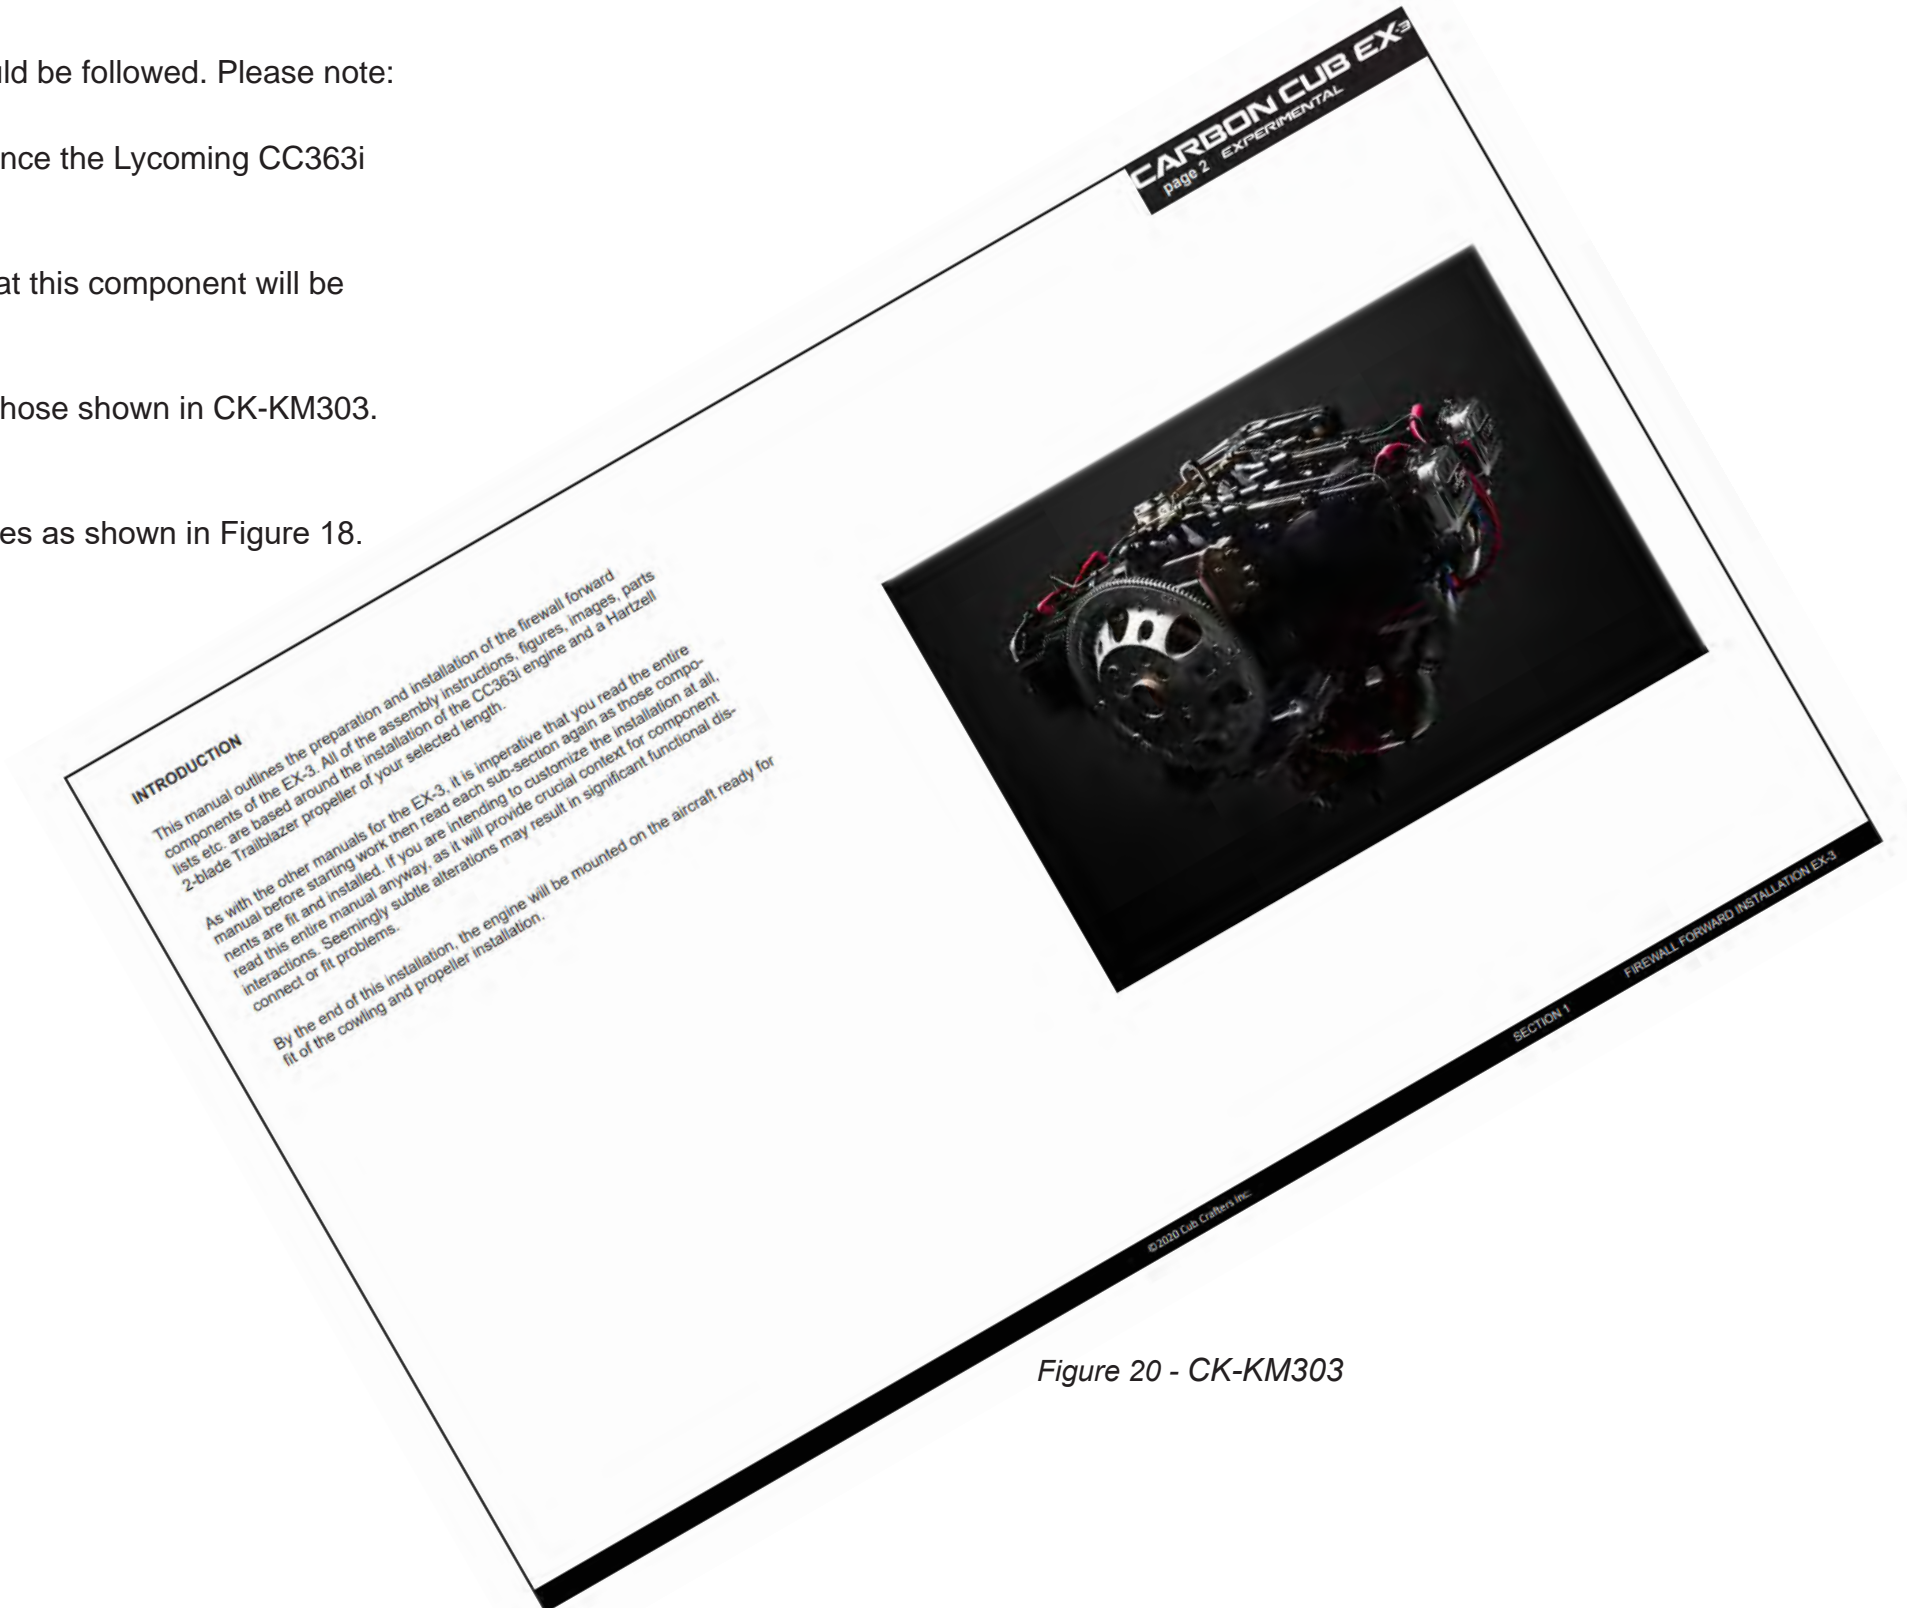 uld be followed. Please note:
nce the Lycoming CC363i
at this component will be
hose shown in CK-KM303.
es as shown in Figure 18.
CARBON CUB EX-3
page 2 EXPERIMENTAL
INTRODUCTION
This manual outlines the preparation and installation of the firewall forward
components of the EX-3. All of the assembly instructions, figures, images, parts
lists etc. are based around the installation of the CC363i engine and a Hartzell
2-blade Trailblazer propeller of your selected length.
As with the other manuals for the EX-3, it is imperative that you read the entire
manual before starting work then read each sub-section again as those compo-
nents are fit and installed. If you are intending to customize the installation at all,
read this entire manual anyway, as it will provide crucial context for component
interactions. Seemingly subtle alterations may result in significant functional dis-
connect or fit problems.
By the end of this installation, the engine will be mounted on the aircraft ready for
fit of the cowling and propeller installation.
©2020 Cub Crafters Inc.
SECTION 1
FIREWALL FORWARD INSTALLATION EX-3
Figure 20 - CK-KM303